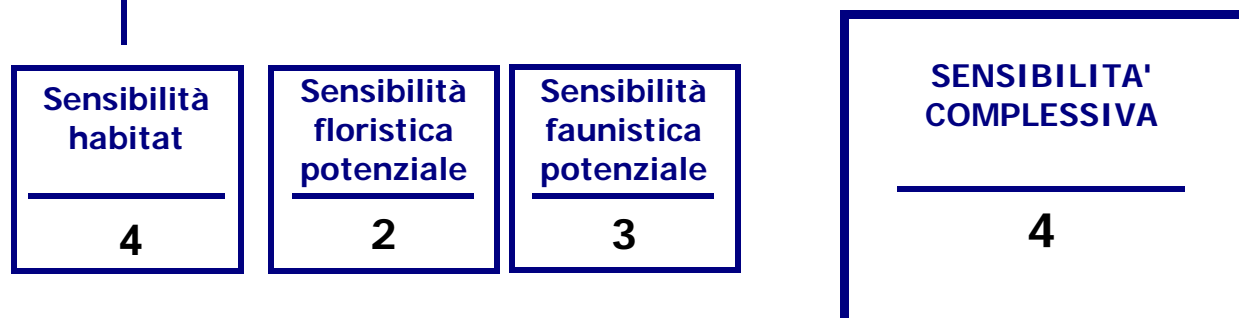 Sensibilità
habitat
4
Sensibilità
floristica
potenziale
2
Sensibilità
faunistica
potenziale
3
SENSIBILITA'
COMPLESSIVA
4